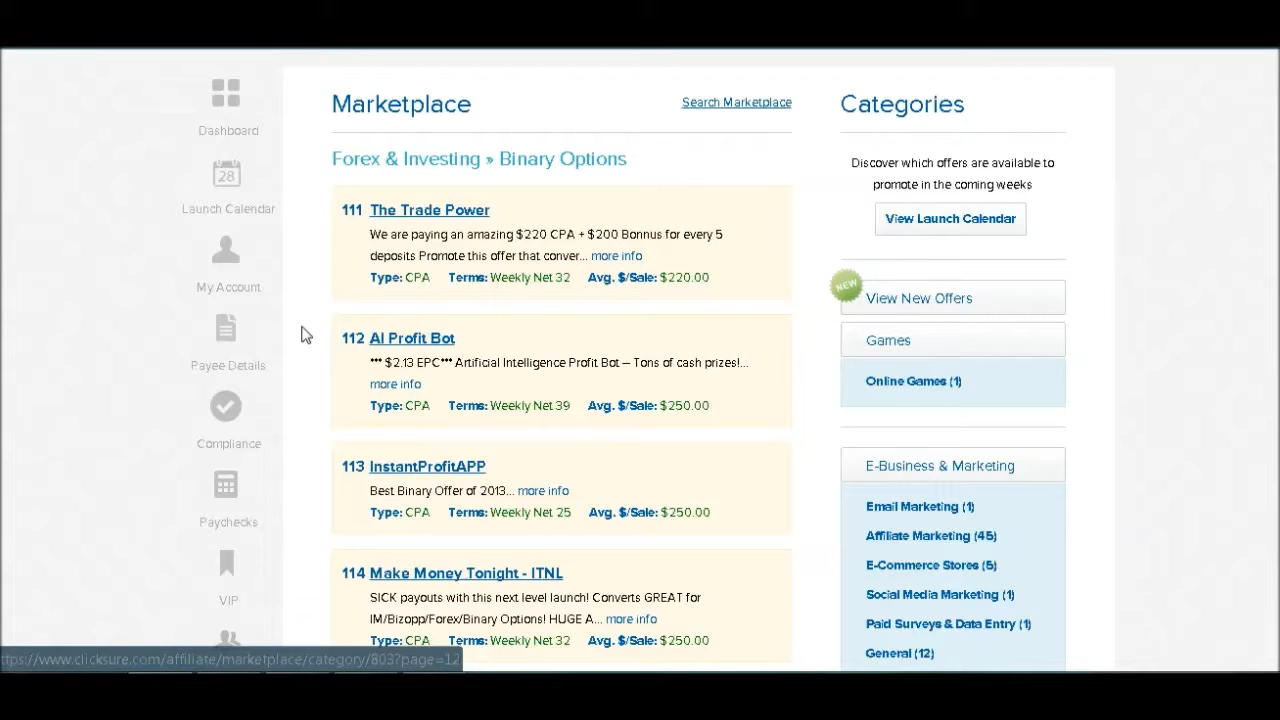 Dashboard
28
Launch Calendar
My Account
Payee Details
Compliance
Paychecks
VIP
Marketplace
Search Marketplace
Forex & Investing » Binary Options
111 The Trade Power
We are paying an amazing $220 CPA + $200 Bonnus for every 5
deposits Promote this offer that conver... more info
Type: CPA Terms: Weekly Net 32 Avg. $/Sale: $220.00
112 AI Profit Bot
*** $2.13 EPC*** Artificial Intelligence Profit Bot – Tons of cash prizes!...
more info
Type: CPA Terms: Weekly Net 39 Avg. $/Sale: $250.00
113 InstantProfitAPP
Best Binary Offer of 2013... more info
Type: CPA Terms: Weekly Net 25 Avg. $/Sale: $250.00
114 Make Money Tonight - ITNL
SICK payouts with this next level launch! Converts GREAT for
IM/Bizopp/Forex/Binary Options! HUGE A... more info
Type: CPA Terms: Weekly Net 32 Avg. $/Sale: $250.00
Categories
Discover which offers are available to
promote in the coming weeks
View Launch Calendar
NEW
View New Offers
Games
Online Games (1)
E-Business & Marketing
Email Marketing (1)
Affiliate Marketing (45)
E-Commerce Stores (5)
Social Media Marketing (1)
Paid Surveys & Data Entry (1)
General (12)
ttps://www.clicksure.com/affiliate/marketplace/category/803?page=12